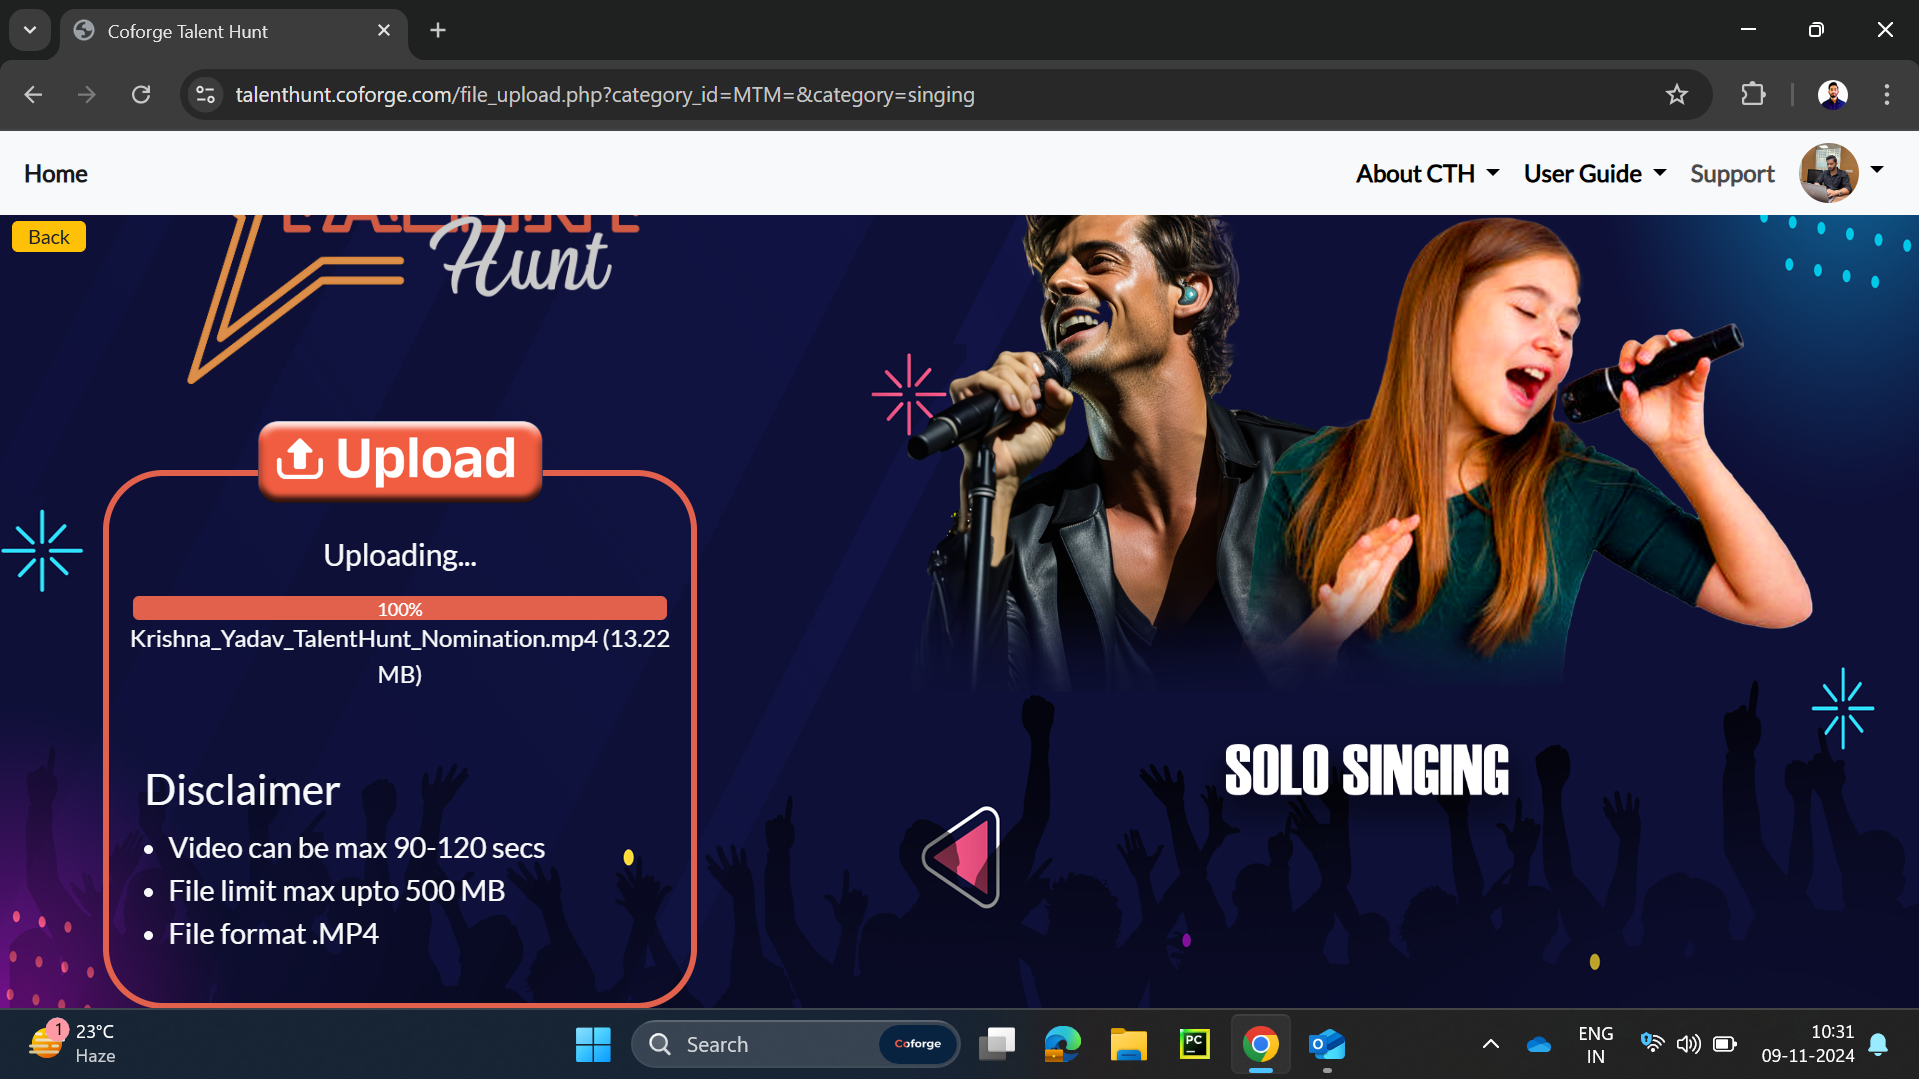 Coforge Talent Hunt
talenthunt.coforge.com/file_upload.php?category_id=MTM=&category=singing
Home
About CTH
User Guide
Support
Back
TALENT
Hunt
Upload
Uploading...
100%
Krishna_Yadav_TalentHunt_Nomination.mp4 (13.22
MB)
Disclaimer
• Video can be max 90-120 secs
• File limit max upto 500 MB
• File format .MP4
SOLO SINGING
1
23°C
Haze
Search
Coforge
PC
ENG
IN
10:31
09-11-2024